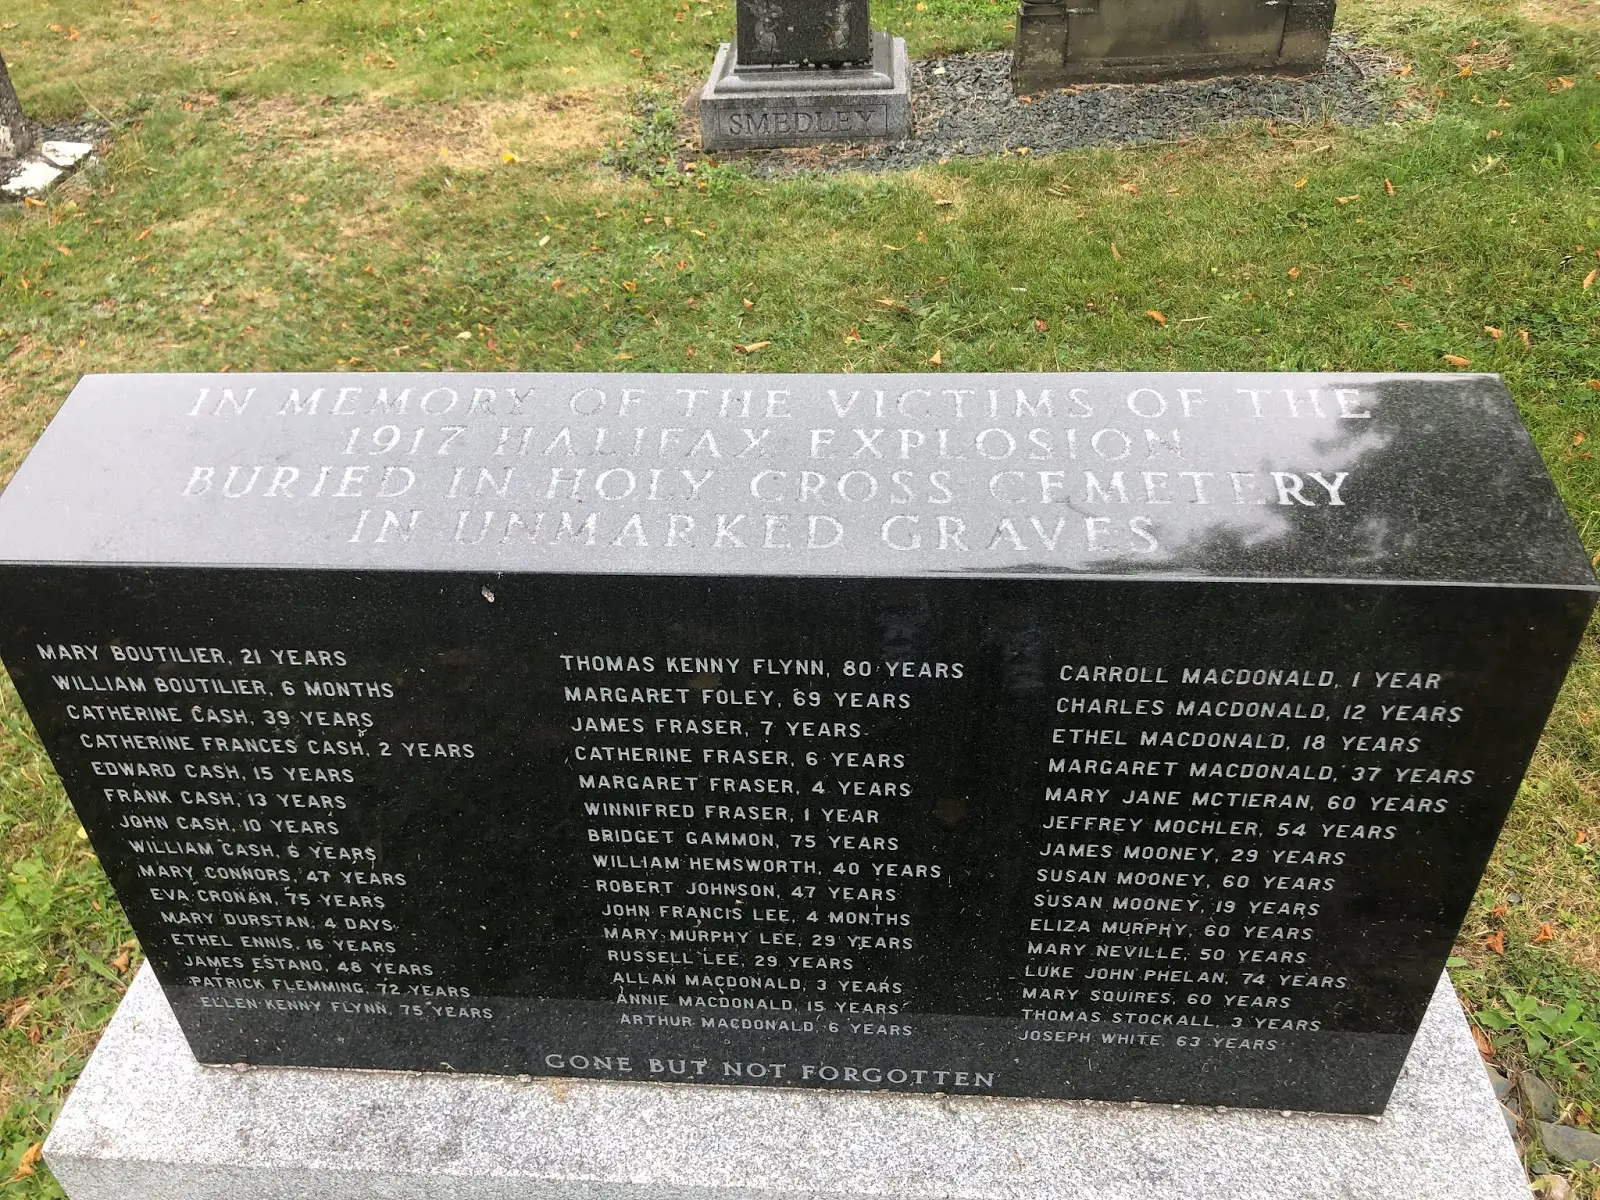 SMEDLEY
IN MEMORY OF THE VICTIMS OF THE
1917 HALIFAX EXPLOSION
BURIED IN HOLY CROSS CEMETERY
IN UNMARKED GRAVES
MARY BOUTILIER, 21 YEARS
WILLIAM BOUTILIER, 6 MONTHS
CATHERINE CASH, 39 YEARS
CATHERINE FRANCES CASH, 2 YEARS
EDWARD CASH, 15 YEARS
FRANK CASH, 13 YEARS
JOHN CASH, 10 YEARS
WILLIAM CASH, 6 YEARS
MARY CONNORS, 47 YEARS
EVA CRONAN, 75 YEARS
MARY DURSTAN, 4 DAYS
ETHEL ENNIS, 16 YEARS
JAMES ESTANO, 48 YEARS
PATRICK FLEMMING, 72 YEARS
ELLEN KENNY FLYNN, 75 YEARS
THOMAS KENNY FLYNN, 80 YEARS
MARGARET FOLEY, 69 YEARS
JAMES FRASER, 7 YEARS
CATHERINE FRASER, 6 YEARS
MARGARET FRASER, 4 YEARS
WINNIFRED FRASER, 1 YEAR
BRIDGET GAMMON, 75 YEARS
WILLIAM HEMSWORTH, 40 YEARS
ROBERT JOHNSON, 47 YEARS
JOHN FRANCIS LEE, 4 MONTHS
MARY MURPHY LEE, 29 YEARS
RUSSELL LEE, 29 YEARS
ALLAN MACDONALD, 3 YEARS
ANNIE MACDONALD, 15 YEARS
ARTHUR MACDONALD, 6 YEARS
CARROLL MACDONALD, 1 YEAR
CHARLES MACDONALD, 12 YEARS
ETHEL MACDONALD, 18 YEARS
MARGARET MACDONALD, 37 YEARS
MARY JANE MCTIERAN, 60 YEARS
JEFFREY MOCHLER, 54 YEARS
JAMES MOONEY, 29 YEARS
SUSAN MOONEY, 60 YEARS
SUSAN MOONEY, 19 YEARS
ELIZA MURPHY, 60 YEARS
MARY NEVILLE, 50 YEARS
LUKE JOHN PHELAN, 74 YEARS
MARY SQUIRES, 60 YEARS
THOMAS STOCKALL, 3 YEARS
JOSEPH WHITE, 63 YEARS
GONE BUT NOT FORGOTTEN